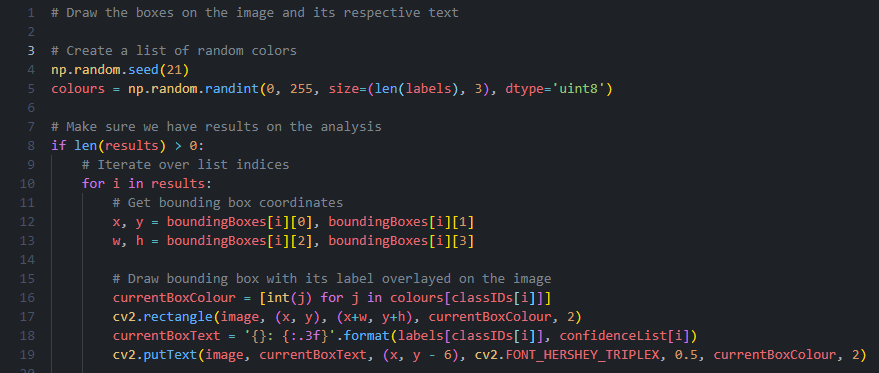 1 # Draw the boxes on the image and its respective text
2
3 # Create a list of random colors
4 np.random.seed(21)
5 colours = np.random.randint(0, 255, size=(len(labels), 3), dtype='uint8')
6
7 # Make sure we have results on the analysis
8 if len(results) > 0:
9     # Iterate over list indices
10     for i in results:
11         # Get bounding box coordinates
12         x, y = boundingBoxes[i][0], boundingBoxes[i][1]
13         w, h = boundingBoxes[i][2], boundingBoxes[i][3]
14
15         # Draw bounding box with its label overlayed on the image
16         currentBoxColour = [int(j) for j in colours[classIDs[i]]]
17         cv2.rectangle(image, (x, y), (x+w, y+h), currentBoxColour, 2)
18         currentBoxText = '{}: {:.3f}'.format(labels[classIDs[i]], confidenceList[i])
19         cv2.putText(image, currentBoxText, (x, y - 6), cv2.FONT_HERSHEY_TRIPLEX, 0.5, currentBoxColour, 2)